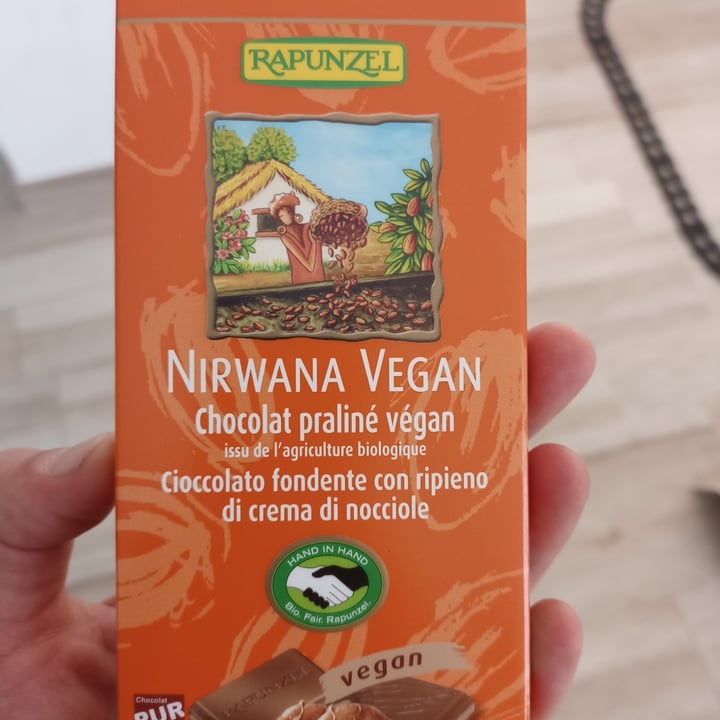 RAPUNZEL
NIRWANA VEGAN
Chocolat praliné végan
issu de l'agriculture biologique
Cioccolato fondente con ripieno
di crema di nocciole
HAND IN HAND
Bio. Fair. Rapunzel.
vegan
RAPUNZEL
Chocolat
PUR